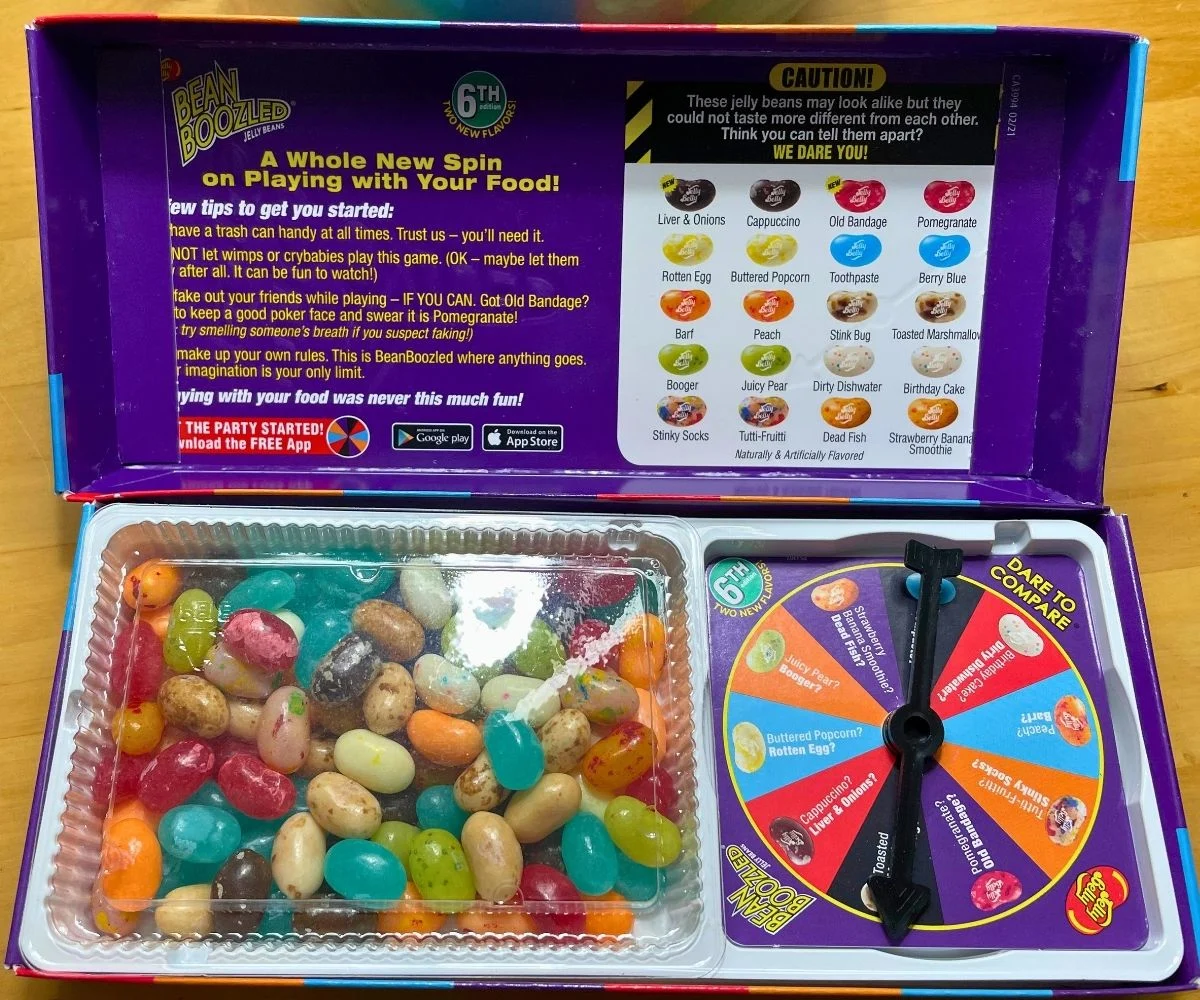 BEAN
BOOZLED®
JELLY BEANS
6TH
edition
TWO NEW FLAVORS!
A Whole New Spin
on Playing with Your Food!
ew tips to get you started:
have a trash can handy at all times. Trust us – you'll need it.
NOT let wimps or crybabies play this game. (OK – maybe let them
after all. It can be fun to watch!)
fake out your friends while playing – IF YOU CAN. Got Old Bandage?
to keep a good poker face and swear it is Pomegranate!
try smelling someone's breath if you suspect faking!)
make up your own rules. This is BeanBoozled where anything goes.
r imagination is your only limit.
ying with your food was never this much fun!
THE PARTY STARTED!
wnload the FREE App
ANDROID APP ON
Google play
Download on the
App Store
CAUTION!
These jelly beans may look alike but they
could not taste more different from each other.
Think you can tell them apart?
WE DARE YOU!
NEW
NEW
Liver & Onions
Cappuccino
Old Bandage
Pomegranate
Rotten Egg
Buttered Popcorn
Toothpaste
Berry Blue
Barf
Peach
Stink Bug
Toasted Marshmallow
Booger
Juicy Pear
Dirty Dishwater
Birthday Cake
Stinky Socks
Tutti-Fruitti
Dead Fish
Strawberry Banana
Smoothie
Naturally & Artificially Flavored
CA3994 02/21
6TH
edition
TWO NEW FLAVORS!
DARE TO
COMPARE
Strawberry
Banana Smoothie?
Dead Fish?
Birthday Cake?
Dirty Dishwater?
Juicy Pear?
Booger?
Peach?
Barf?
Buttered Popcorn?
Rotten Egg?
Tutti-Fruitti?
Stinky Socks?
Cappuccino?
Liver & Onions?
Pomegranate?
Old Bandage?
Toasted
BEAN
BOOZLED
JELLY BEANS
Jelly
Belly